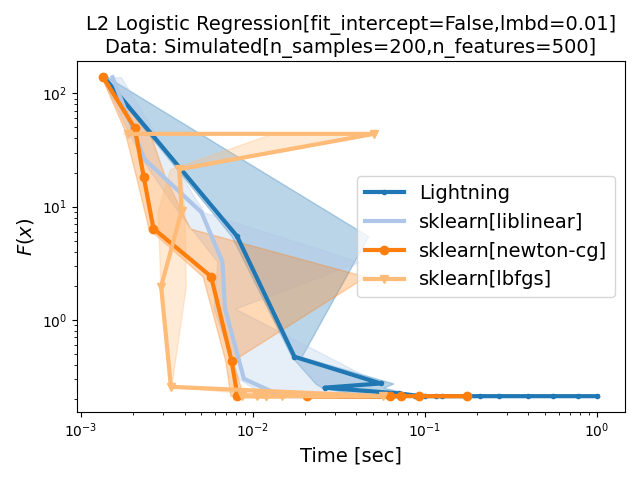 L2 Logistic Regression[fit_intercept=False,lmbd=0.01]
Data: Simulated[n_samples=200,n_features=500]
F(x)
10²
10¹
10⁰
Lightning
sklearn[liblinear]
sklearn[newton-cg]
sklearn[lbfgs]
10⁻³
10⁻²
10⁻¹
10⁰
Time [sec]